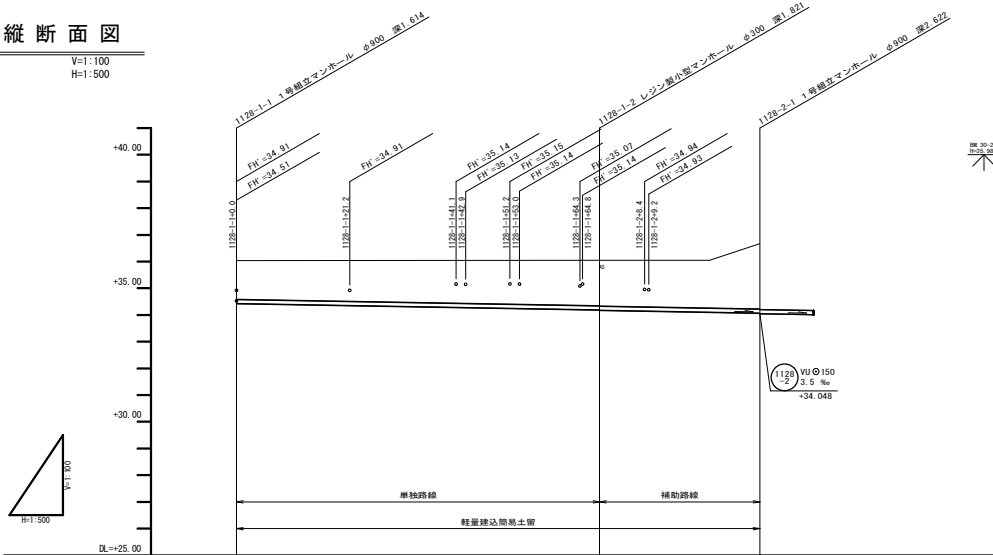 縦断面図
V=1:100
H=1:500
1128-1-1 1号組立マンホール φ900 深1.614
1128-1-2 レジン製小型マンホール φ300 深1.821
1128-2-1 1号組立マンホール φ900 深2.622
FH'=34.91
FH'=34.51
FH'=34.91
FH'=35.14
FH'=35.13
FH'=35.15
FH'=35.14
FH'=35.07
FH'=35.14
FH'=34.94
FH'=34.93
1128-1-1+0.0
1128-1-1+21.2
1128-1-1+41.1
1128-1-1+42.9
1128-1-1+51.2
1128-1-1+53.0
1128-1-1+64.3
1128-1-1+64.8
1128-1-2+8.4
1128-1-2+9.2
+40.00
+35.00
+30.00
DL=+25.00
BM.30-2
H=35.98
AS
1128
-2
VU⊙150
3.5 ‰
+34.048
V=1:100
H=1:500
単独路線
補助路線
軽量建込簡易土留